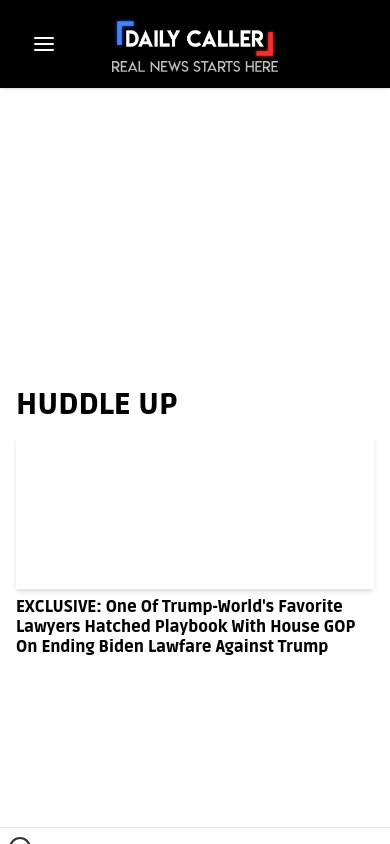 DAILY CALLER
REAL NEWS STARTS HERE
HUDDLE UP
EXCLUSIVE: One Of Trump-World's Favorite
Lawyers Hatched Playbook With House GOP
On Ending Biden Lawfare Against Trump